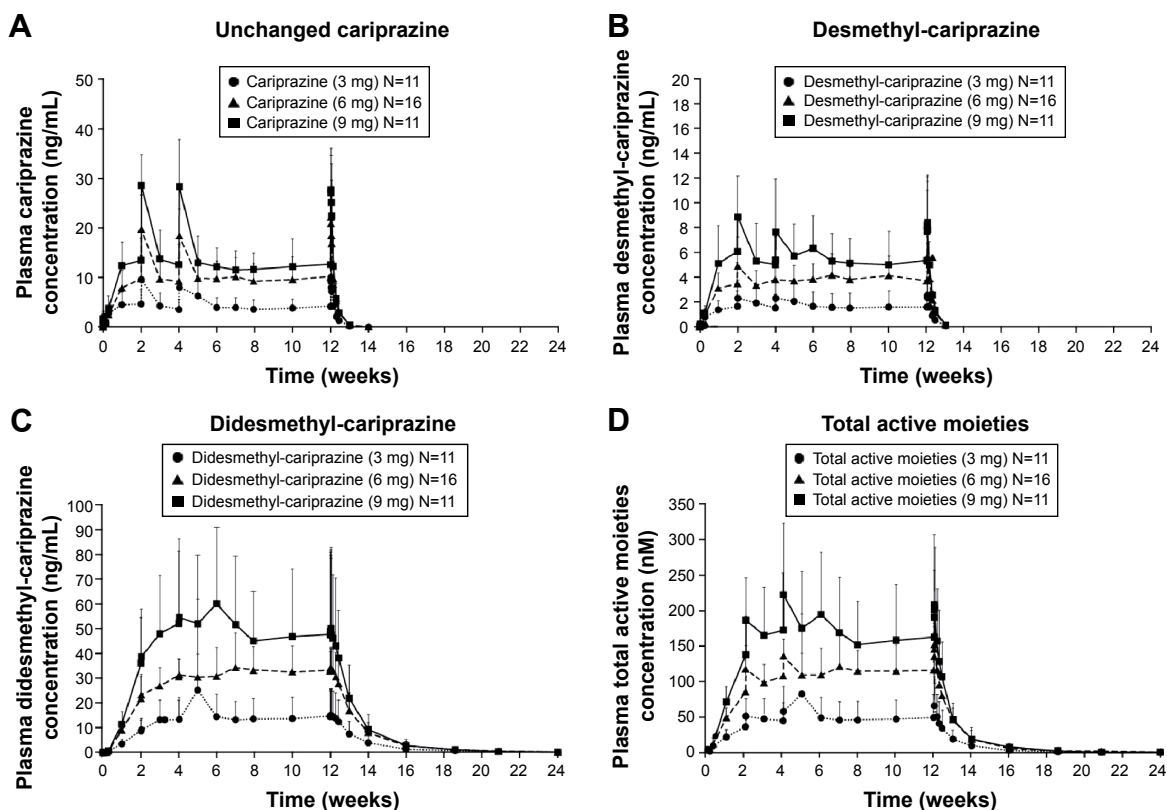 A
Unchanged cariprazine
Cariprazine (3 mg) N=11
Cariprazine (6 mg) N=16
Cariprazine (9 mg) N=11
Plasma cariprazine
concentration (ng/mL)
50
40
30
20
10
0
0 2 4 6 8 10 12 14 16 18 20 22 24
Time (weeks)
B
Desmethyl-cariprazine
Desmethyl-cariprazine (3 mg) N=11
Desmethyl-cariprazine (6 mg) N=16
Desmethyl-cariprazine (9 mg) N=11
Plasma desmethyl-cariprazine
concentration (ng/mL)
20
18
16
14
12
10
8
6
4
2
0
0 2 4 6 8 10 12 14 16 18 20 22 24
Time (weeks)
C
Didesmethyl-cariprazine
Didesmethyl-cariprazine (3 mg) N=11
Didesmethyl-cariprazine (6 mg) N=16
Didesmethyl-cariprazine (9 mg) N=11
Plasma didesmethyl-cariprazine
concentration (ng/mL)
100
90
80
70
60
50
40
30
20
10
0
0 2 4 6 8 10 12 14 16 18 20 22 24
Time (weeks)
D
Total active moieties
Total active moieties (3 mg) N=11
Total active moieties (6 mg) N=16
Total active moieties (9 mg) N=11
Plasma total active moieties
concentration (nM)
350
300
250
200
150
100
50
0
0 2 4 6 8 10 12 14 16 18 20 22 24
Time (weeks)